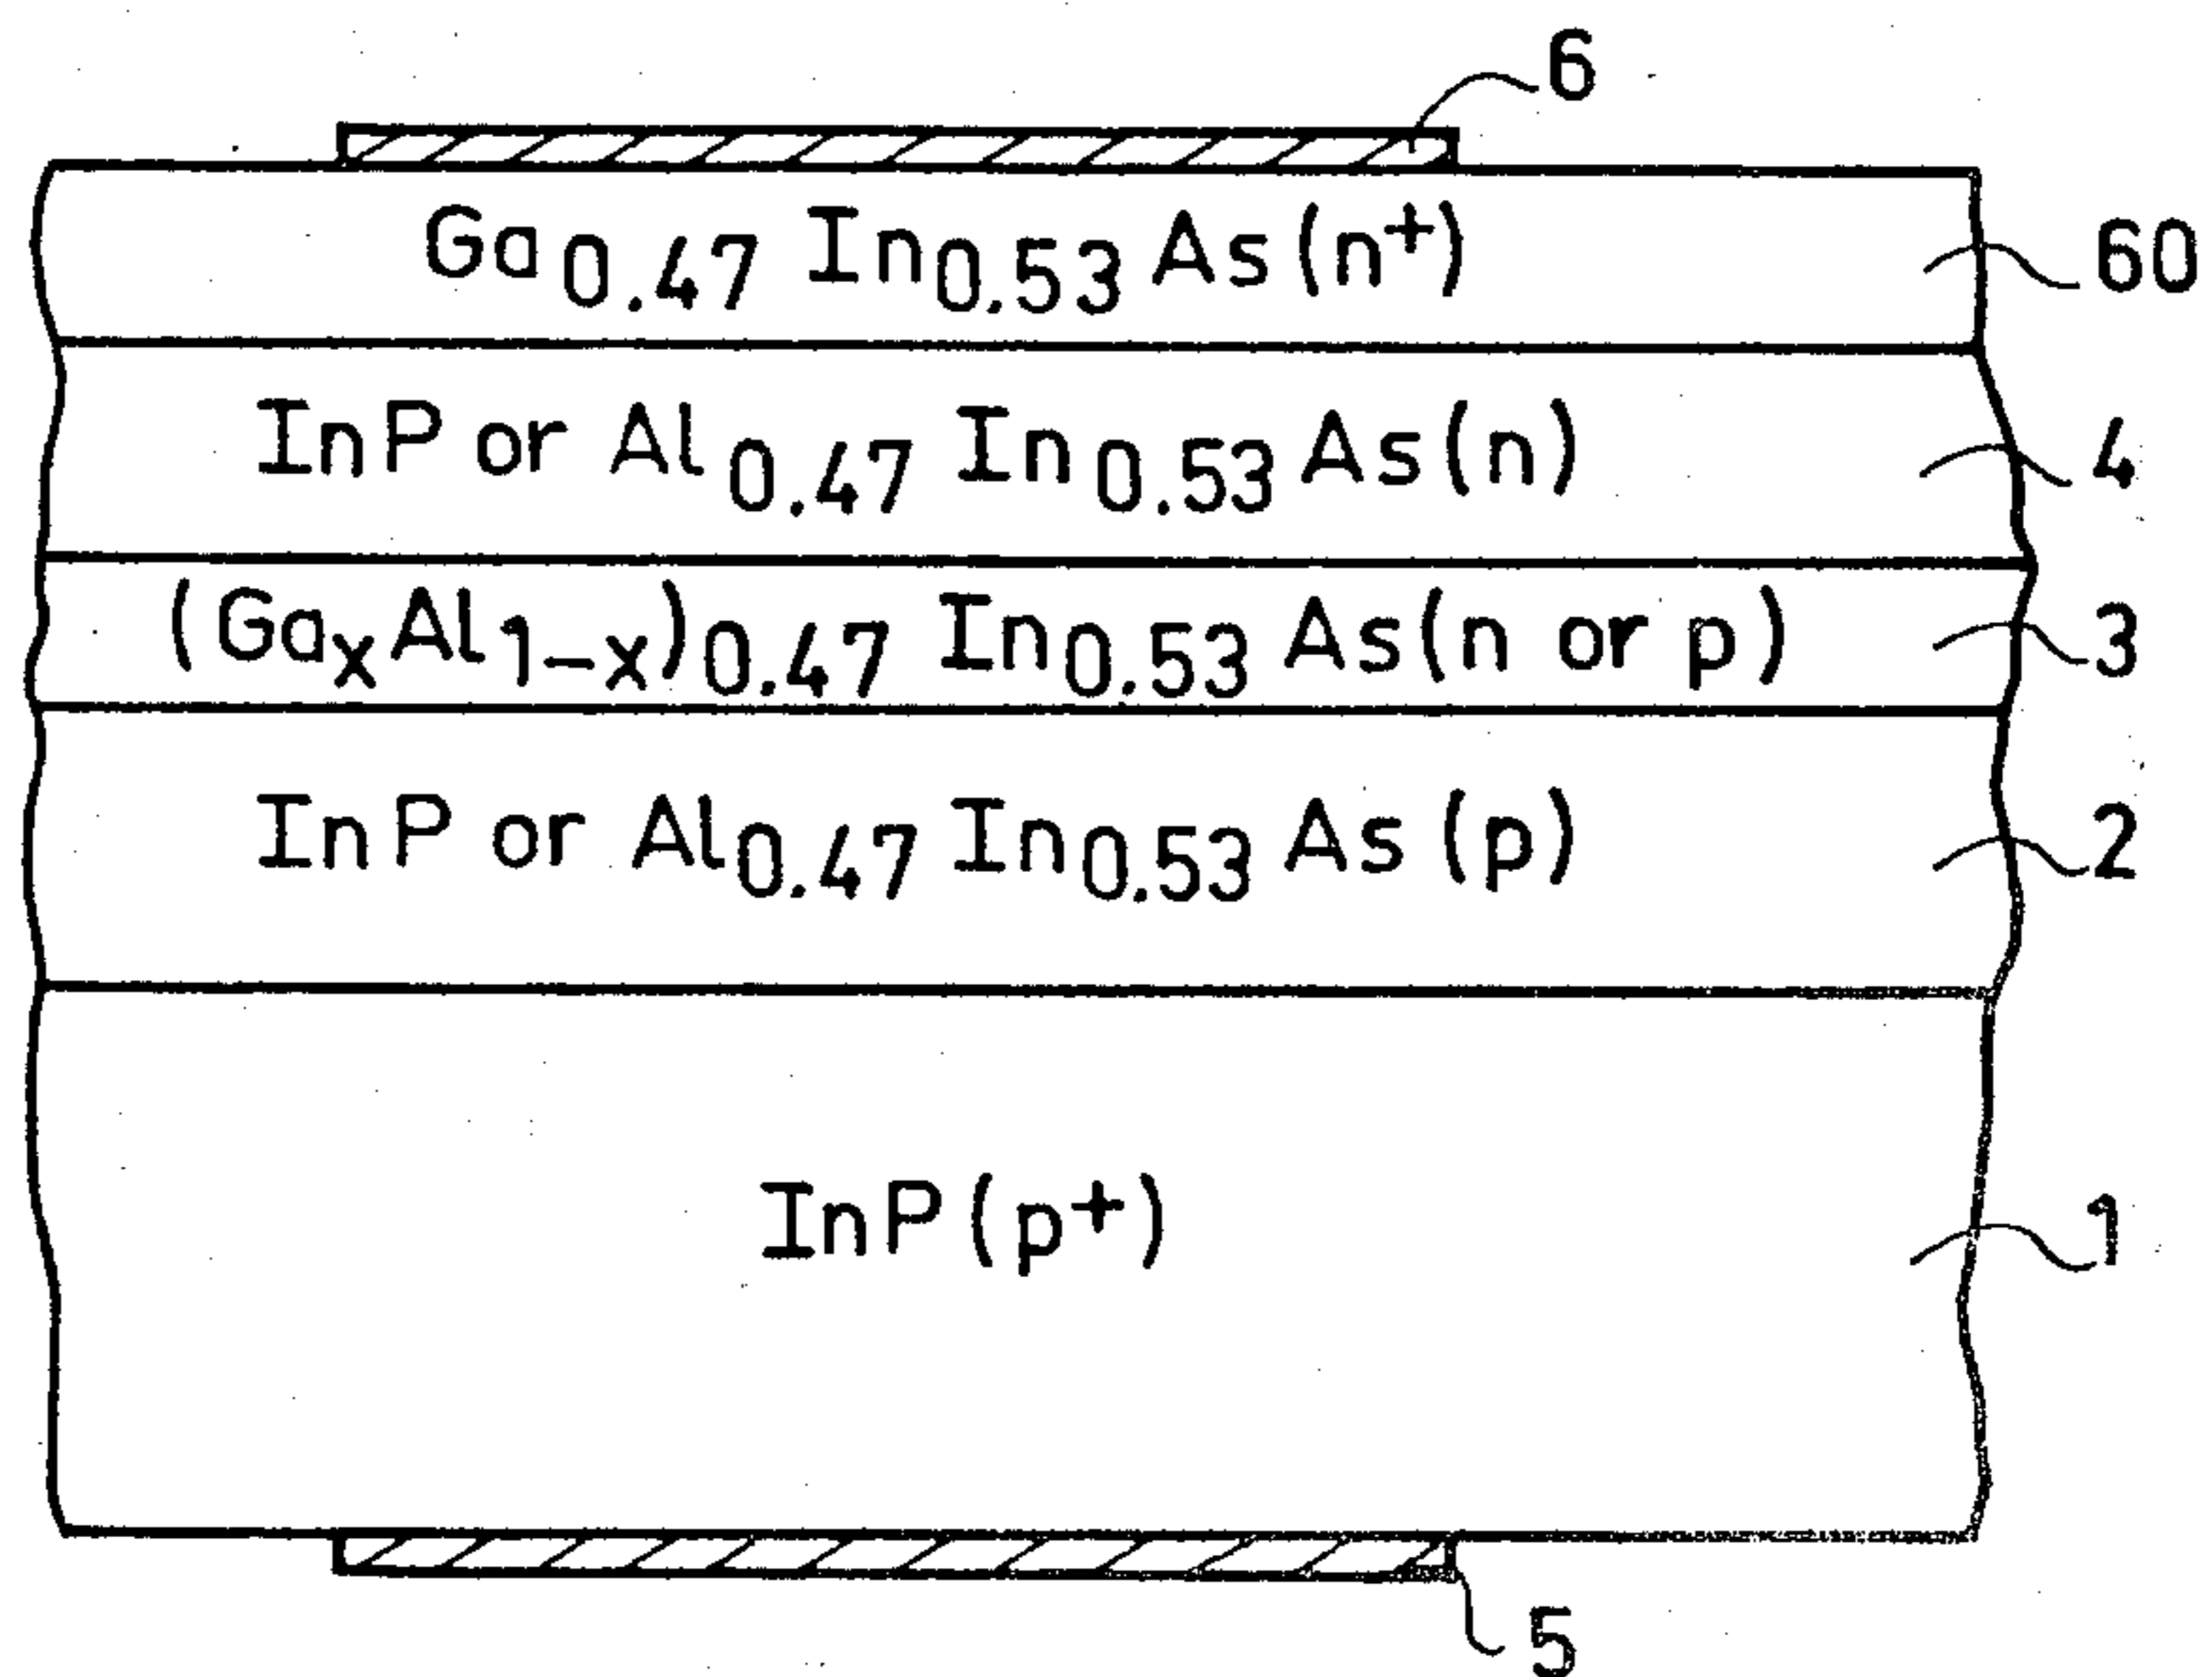 6
Ga0.47 In0.53 As(n+) 60
InP or Al0.47 In0.53 As(n) 4
(GaxAl1-x)0.47 In0.53 As(n or p) 3
InP or Al0.47 In0.53 As(p) 2
InP(p+) 1
5